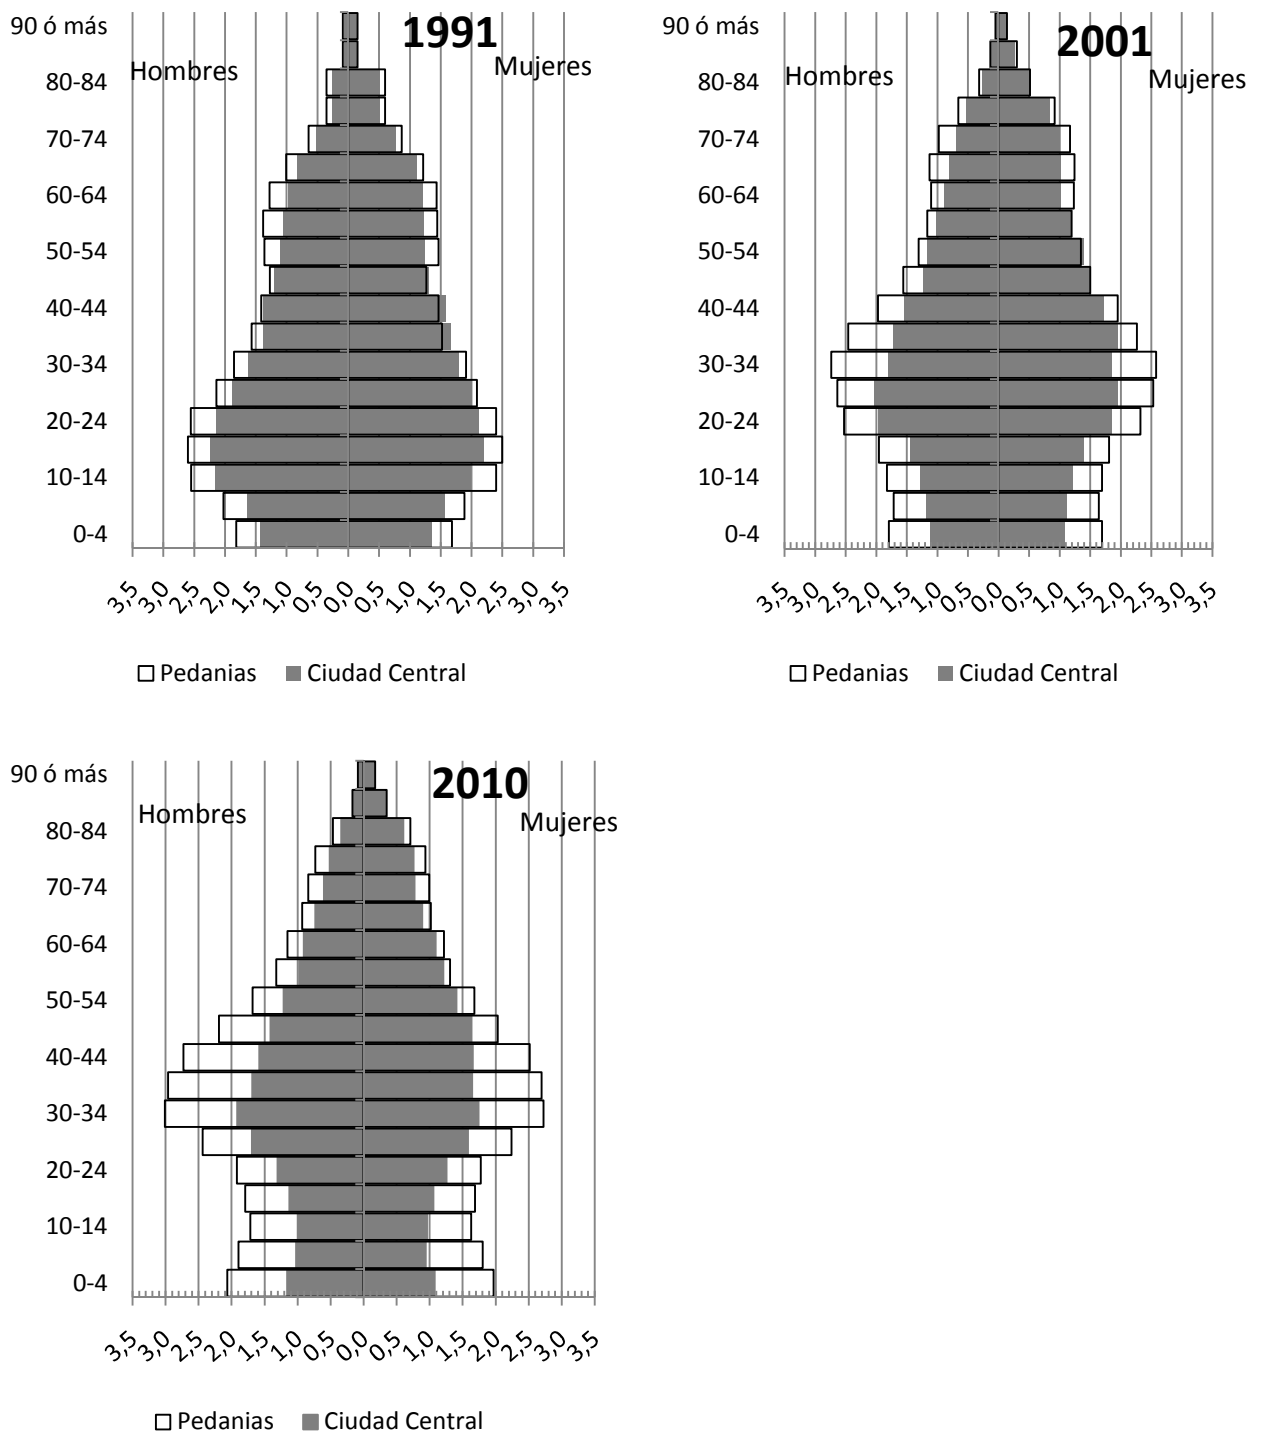 1991
Hombres
Mujeres
90 ó más
80-84
70-74
60-64
50-54
40-44
30-34
20-24
10-14
0-4
3,5 3,0 2,5 2,0 1,5 1,0 0,5 0,0 0,5 1,0 1,5 2,0 2,5 3,0 3,5
Pedanias Ciudad Central
2001
Hombres
Mujeres
90 ó más
80-84
70-74
60-64
50-54
40-44
30-34
20-24
10-14
0-4
3,5 3,0 2,5 2,0 1,5 1,0 0,5 0,0 0,5 1,0 1,5 2,0 2,5 3,0 3,5
Pedanias Ciudad Central
2010
Hombres
Mujeres
90 ó más
80-84
70-74
60-64
50-54
40-44
30-34
20-24
10-14
0-4
3,5 3,0 2,5 2,0 1,5 1,0 0,5 0,0 0,5 1,0 1,5 2,0 2,5 3,0 3,5
Pedanias Ciudad Central